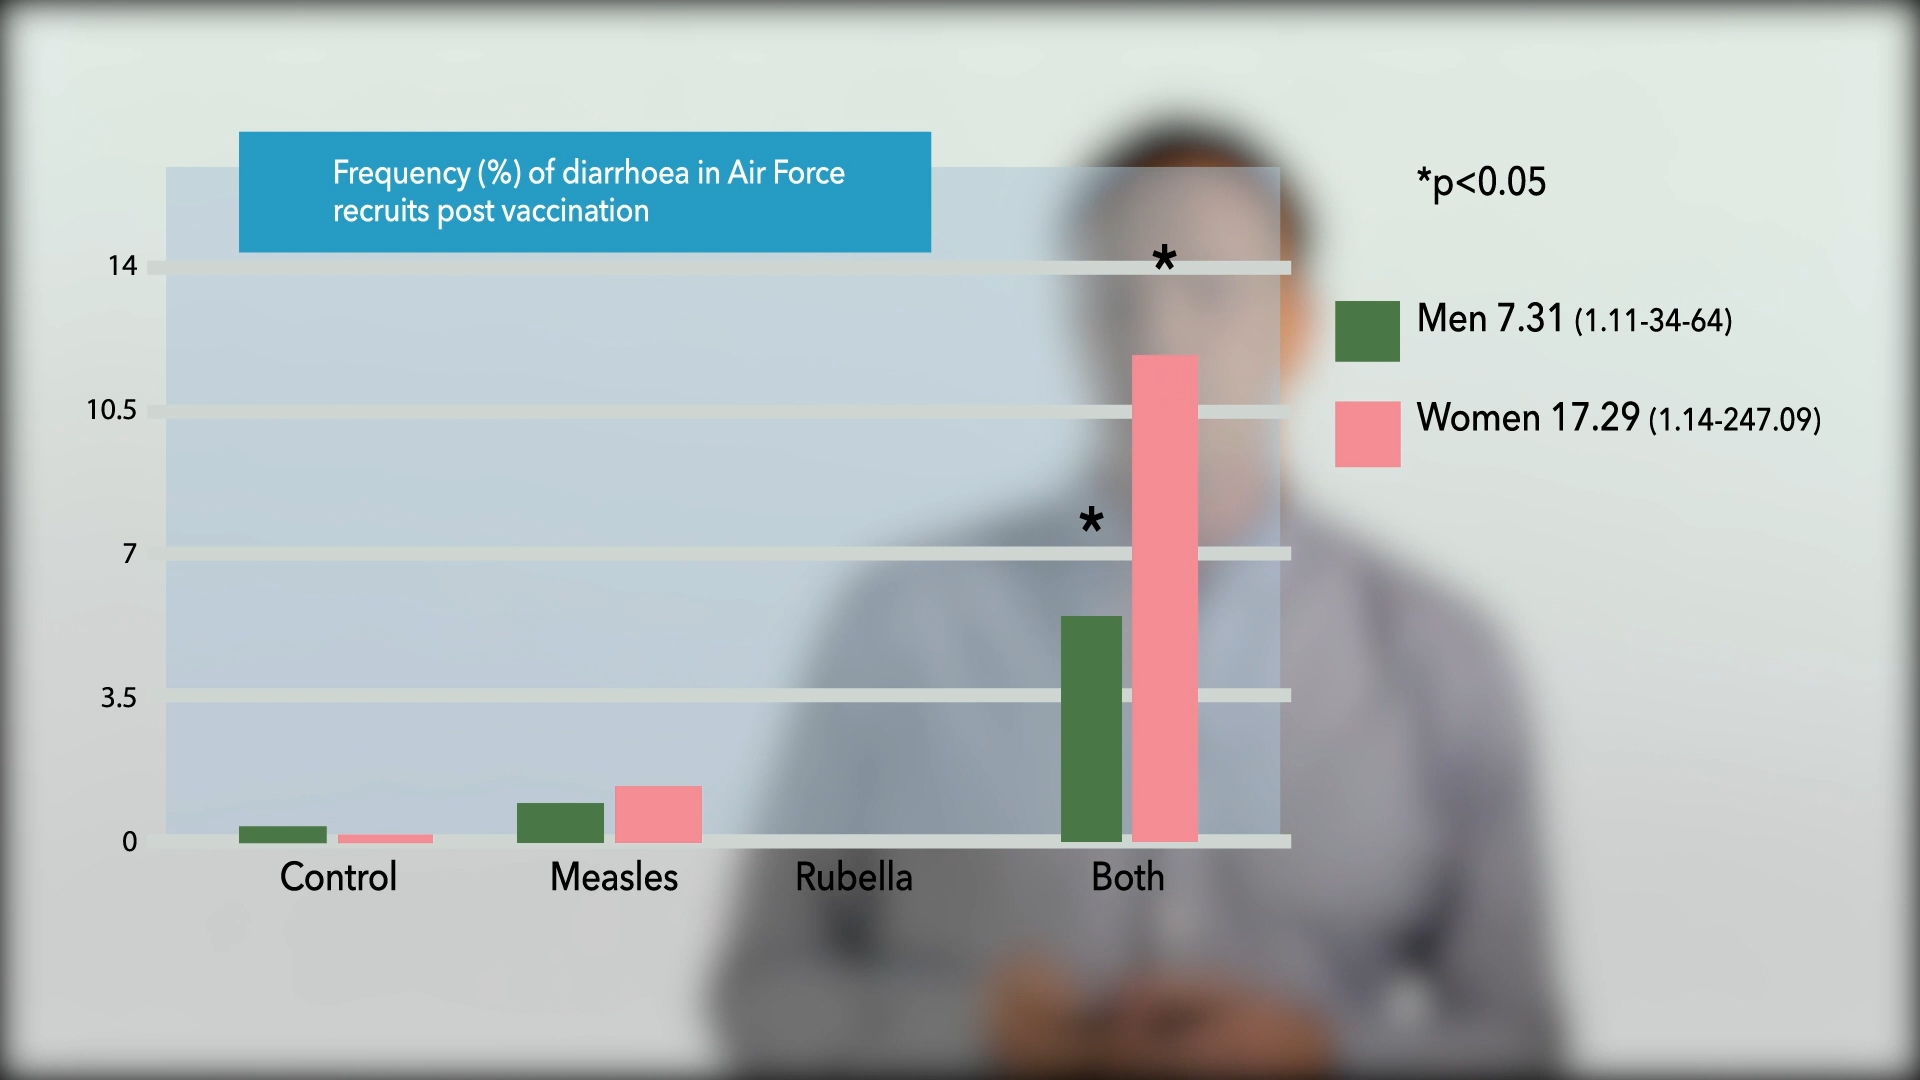 Frequency (%) of diarrhoea in Air Force
recruits post vaccination
*p<0.05
Men 7.31 (1.11-34-64)
Women 17.29 (1.14-247.09)
*
*
14
10.5
7
3.5
0
Control
Measles
Rubella
Both